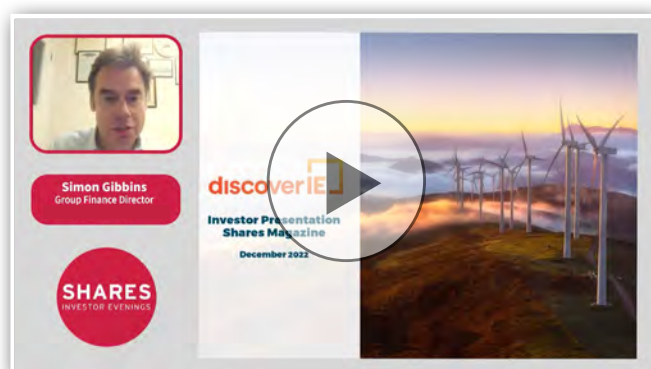 Simon Gibbins
Group Finance Director
SHARES
INVESTOR EVENINGS
discoverIE
Investor Presentation
Shares Magazine
December 2022